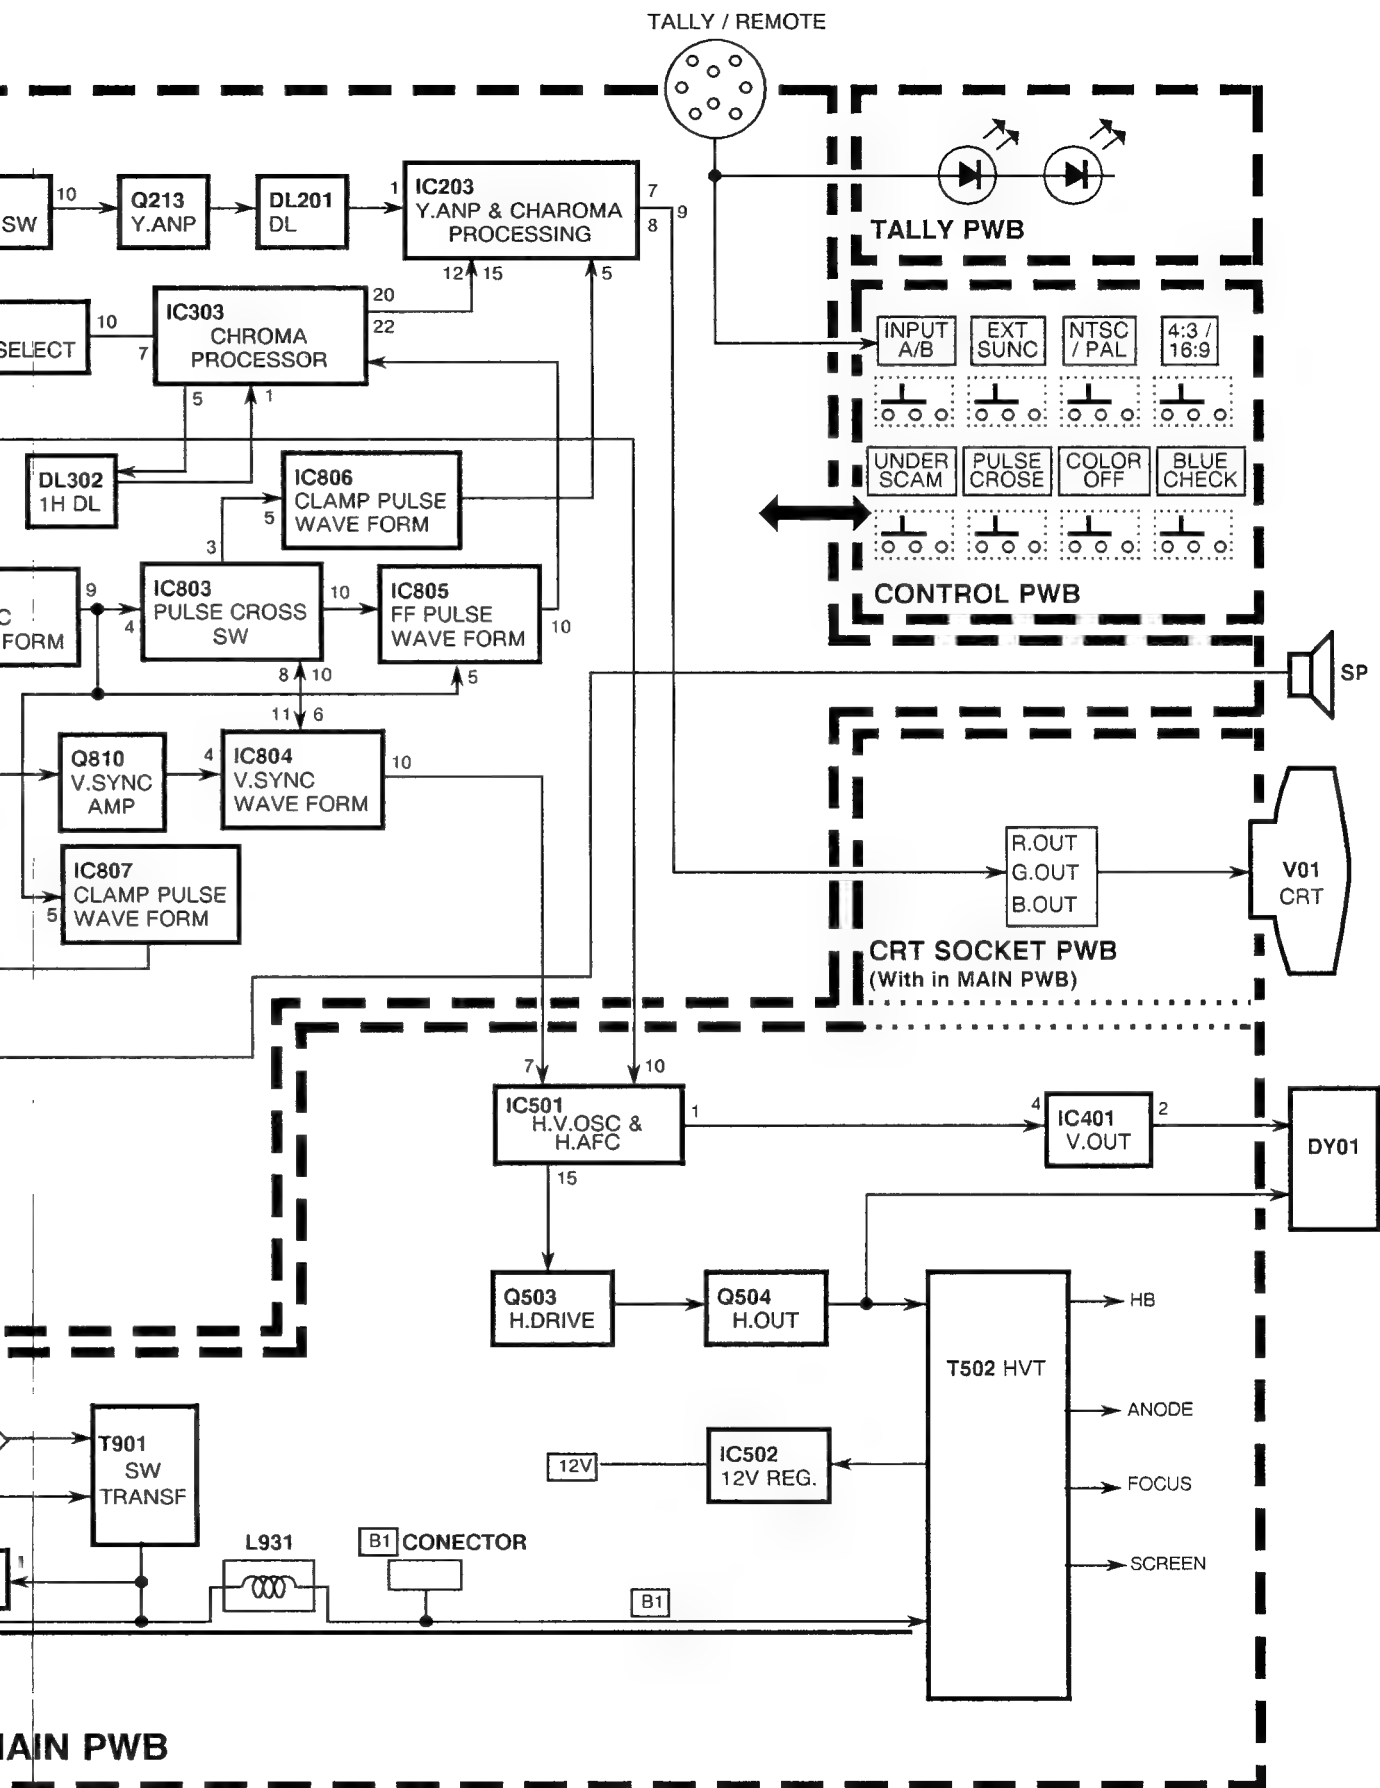 TALLY / REMOTE
SW
10
Q213
Y.ANP
DL201
DL
1
IC203
Y.ANP & CHAROMA
PROCESSING
7
8
9
12 15
5
TALLY PWB
SELECT
10
7
IC303
CHROMA
PROCESSOR
20
22
5
1
INPUT
A/B
EXT
SUNC
NTSC
/ PAL
4:3 /
16:9
UNDER
SCAM
PULSE
CROSE
COLOR
OFF
BLUE
CHECK
CONTROL PWB
DL302
1H DL
IC806
CLAMP PULSE
WAVE FORM
5
3
C
FORM
9
4
IC803
PULSE CROSS
SW
10
IC805
FF PULSE
WAVE FORM
10
8 10
5
11 6
SP
Q810
V.SYNC
AMP
4
IC804
V.SYNC
WAVE FORM
10
IC807
CLAMP PULSE
WAVE FORM
5
R.OUT
G.OUT
B.OUT
V01
CRT
CRT SOCKET PWB
(With in MAIN PWB)
7
10
IC501
H.V.OSC &
H.AFC
1
15
4
IC401
V.OUT
2
DY01
Q503
H.DRIVE
Q504
H.OUT
T502 HVT
HB
ANODE
FOCUS
SCREEN
T901
SW
TRANSF
12V
IC502
12V REG.
L931
B1 CONECTOR
B1
AIN PWB